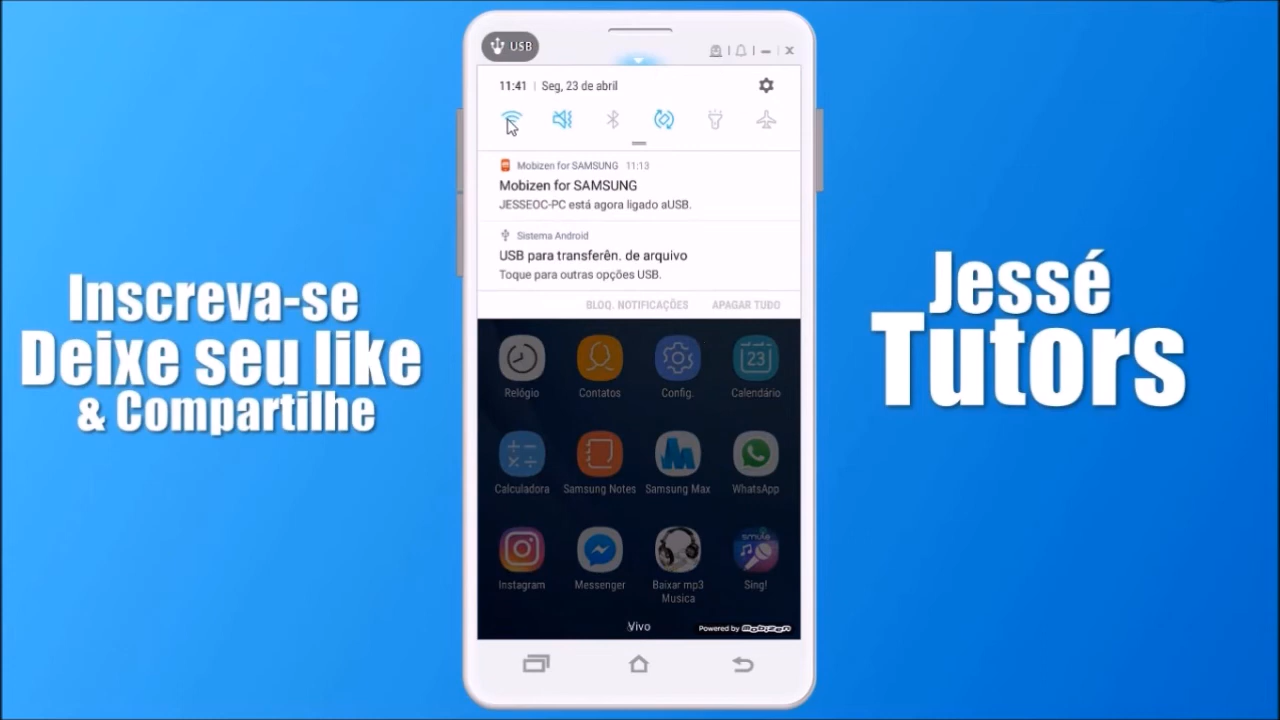 USB
11:41 | Seg, 23 de abril
Mobizen for SAMSUNG 11:13
Mobizen for SAMSUNG
JESSEOC-PC está agora ligado aUSB.
Sistema Android
USB para transferên. de arquivo
Toque para outras opções USB.
BLOQ. NOTIFICAÇÕES APAGAR TUDO
23
Relógio Contatos Config. Calendário
Calculadora Samsung Notes Samsung Max WhatsApp
smule
Instagram Messenger Baixar mp3 Musica Sing!
Vivo
Powered by mobizen
Inscreva-se
Deixe seu like
& Compartilhe
Jessé
Tutors